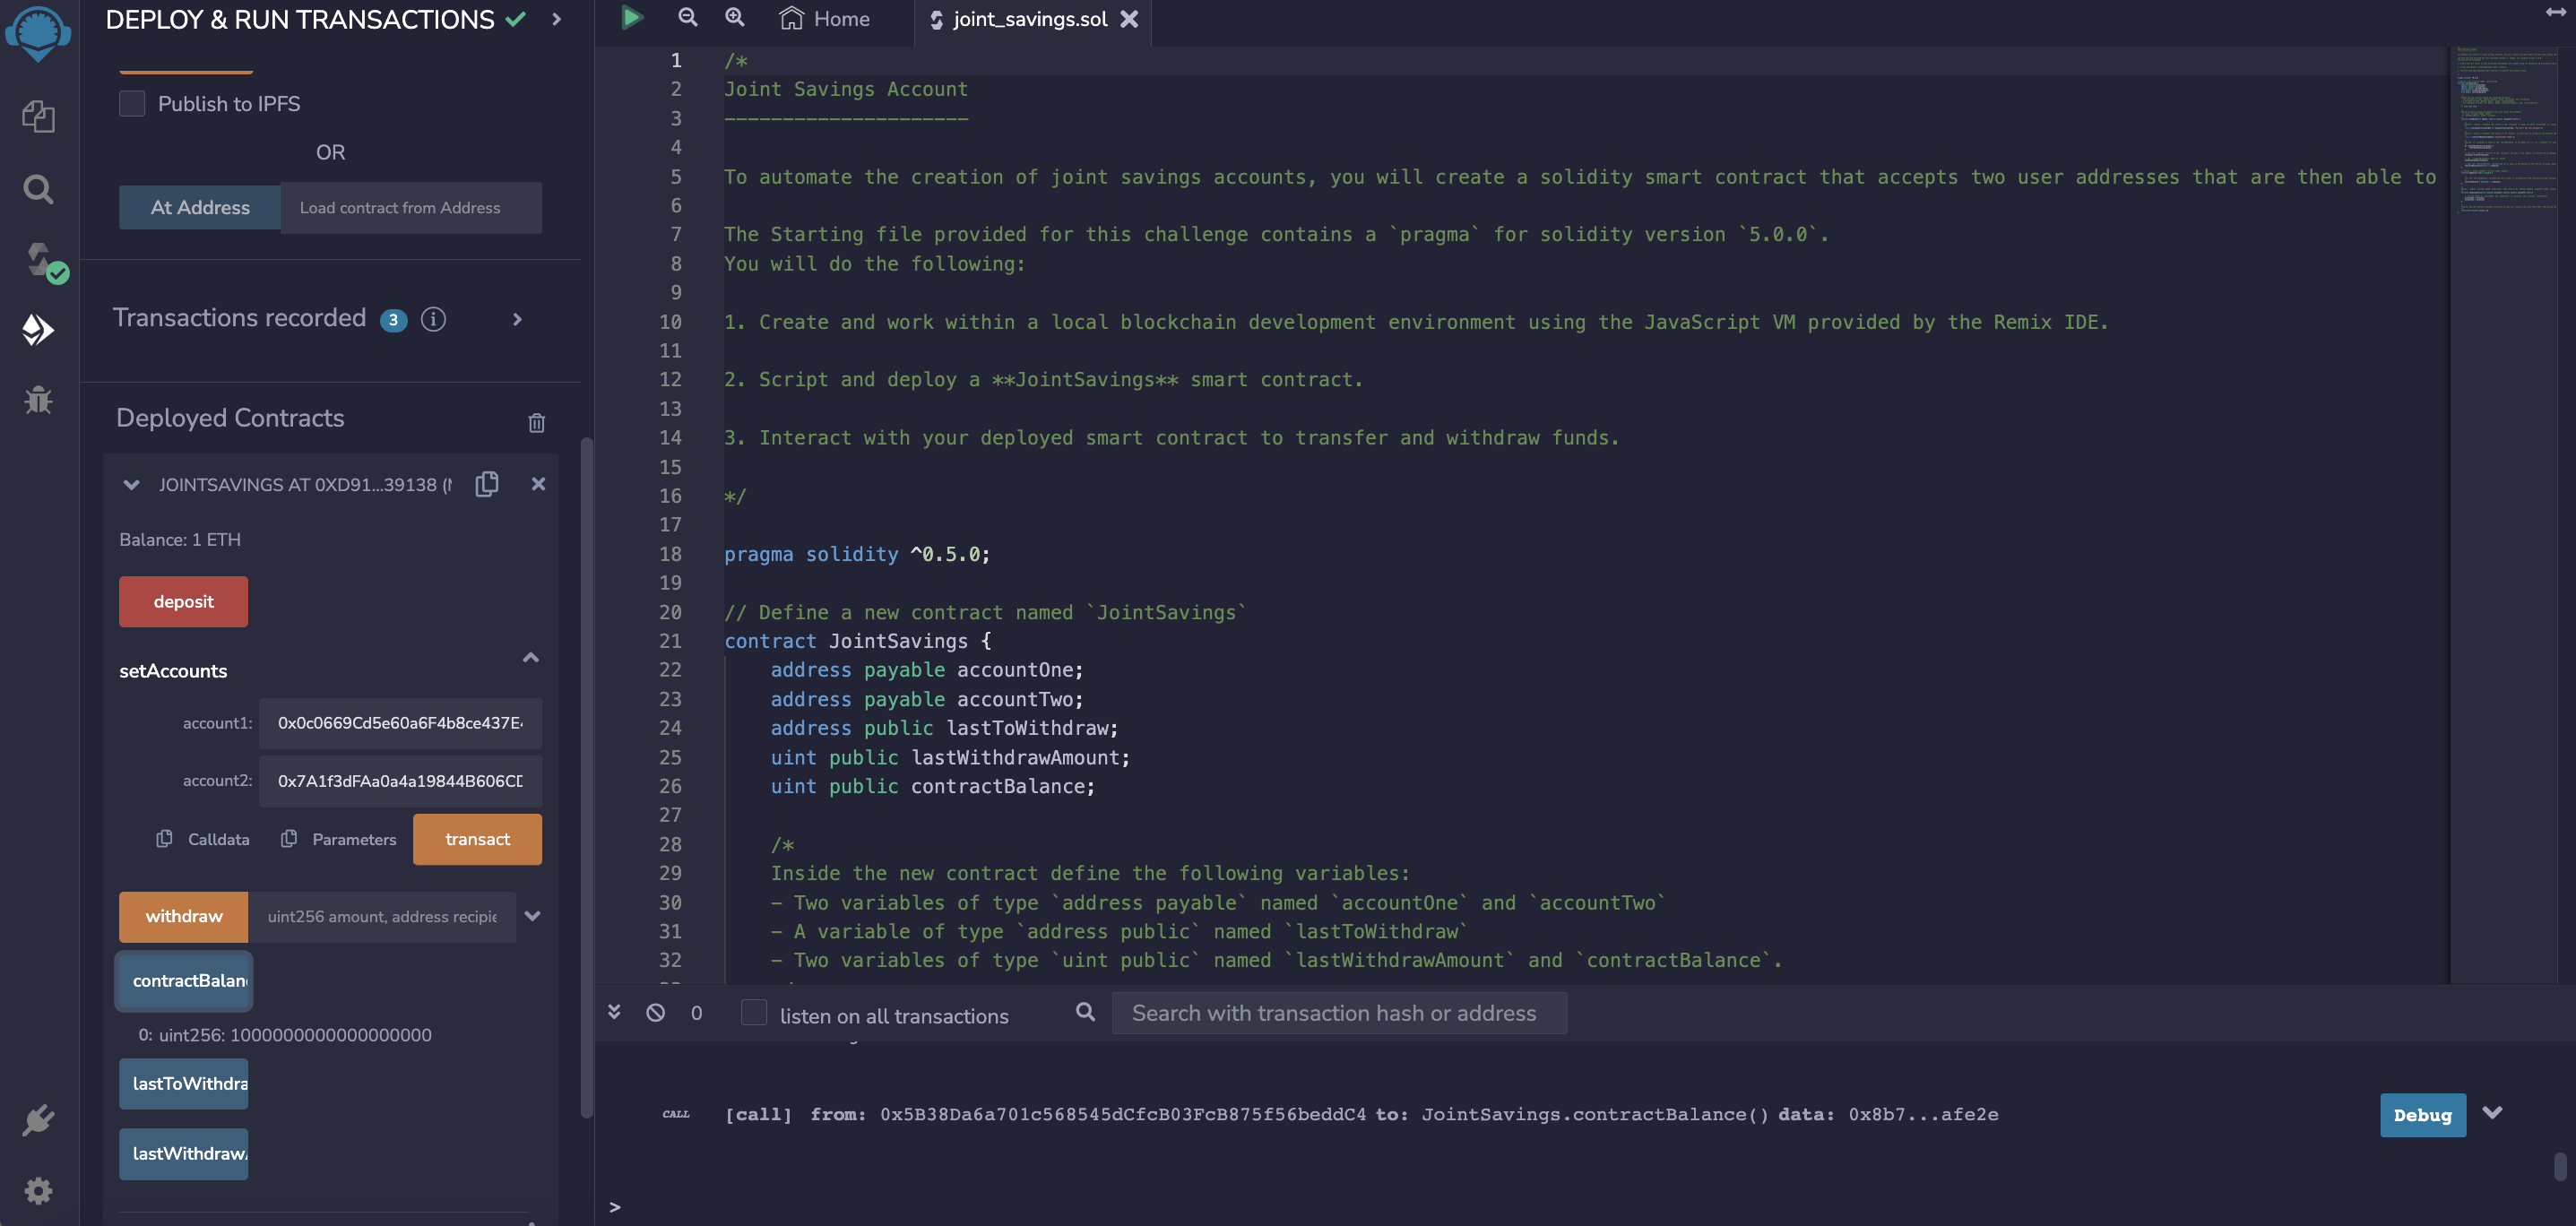 DEPLOY & RUN TRANSACTIONS
Publish to IPFS
OR
At Address
Load contract from Address
Transactions recorded 3 i
Deployed Contracts
JOINTSAVINGS AT 0XD91...39138 (
Balance: 1 ETH
deposit
setAccounts
account1: 0x0c0669Cd5e60a6F4b8ce437E
account2: 0x7A1f3dFAa0a4a19844B606CD
Calldata
Parameters
transact
withdraw
uint256 amount, address recipie
contractBalan
0: uint256: 1000000000000000000
lastToWithdra
lastWithdraw
Home
joint_savings.sol
1 /*
2 Joint Savings Account
3 ---------------------
4
5 To automate the creation of joint savings accounts, you will create a solidity smart contract that accepts two user addresses that are then able to
6
7 The Starting file provided for this challenge contains a `pragma` for solidity version `5.0.0`.
8 You will do the following:
9
10 1. Create and work within a local blockchain development environment using the JavaScript VM provided by the Remix IDE.
11
12 2. Script and deploy a **JointSavings** smart contract.
13
14 3. Interact with your deployed smart contract to transfer and withdraw funds.
15
16 */
17
18 pragma solidity ^0.5.0;
19
20 // Define a new contract named `JointSavings`
21 contract JointSavings {
22 address payable accountOne;
23 address payable accountTwo;
24 address public lastToWithdraw;
25 uint public lastWithdrawAmount;
26 uint public contractBalance;
27
28 /*
29 Inside the new contract define the following variables:
30 - Two variables of type `address payable` named `accountOne` and `accountTwo`
31 - A variable of type `address public` named `lastToWithdraw`
32 - Two variables of type `uint public` named `lastWithdrawAmount` and `contractBalance`.
0
listen on all transactions
Search with transaction hash or address
CALL [call] from: 0x5B38Da6a701c568545dCfcB03FcB875f56beddC4 to: JointSavings.contractBalance() data: 0x8b7...afe2e
Debug
>